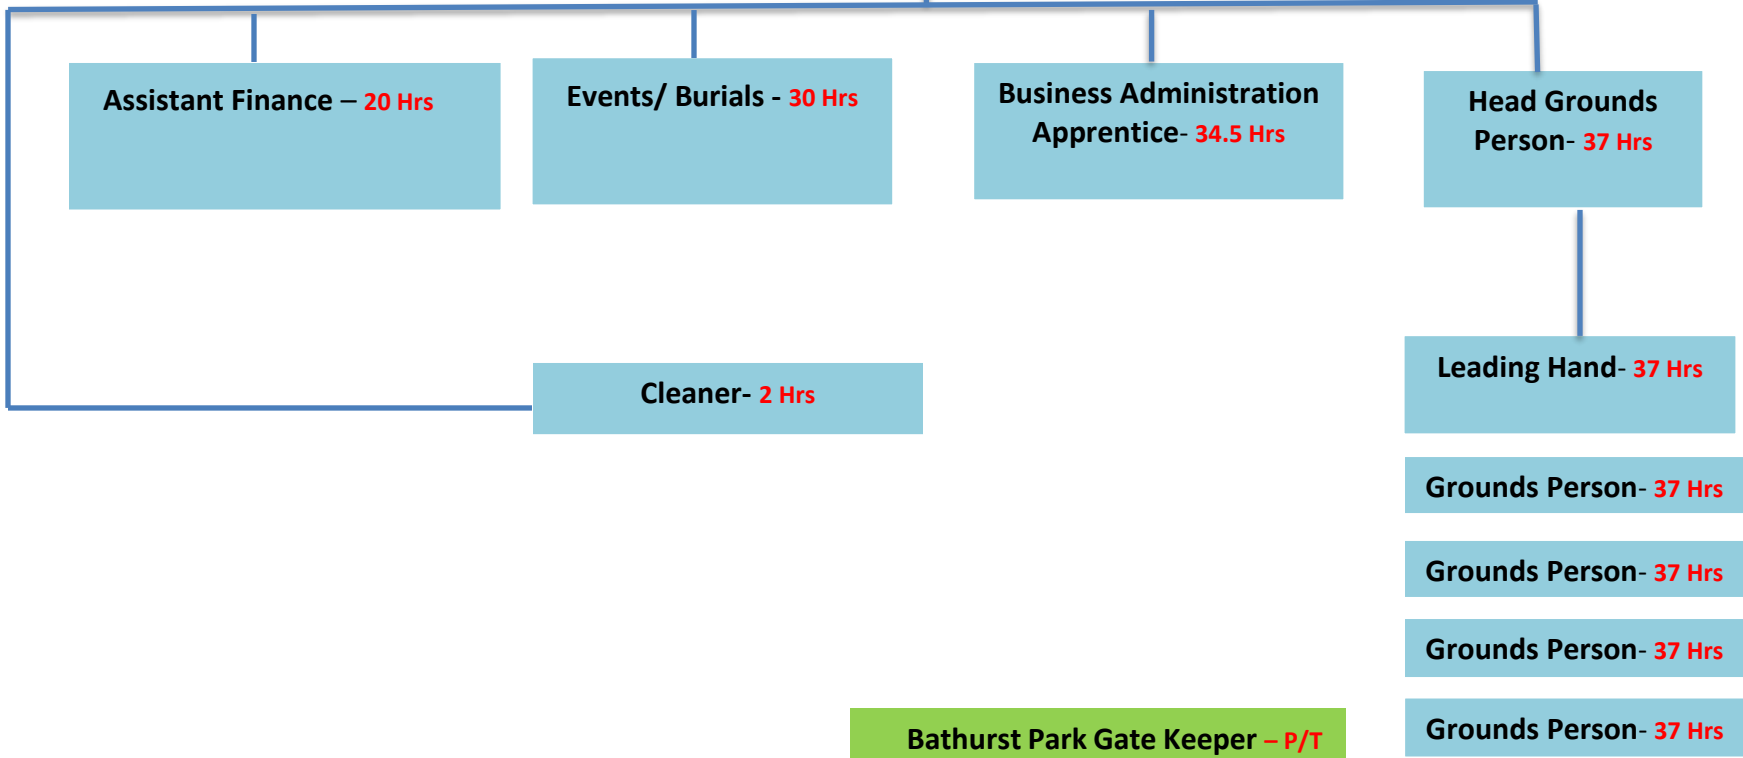 Assistant Finance – 20 Hrs
Events/ Burials - 30 Hrs
Business Administration
Apprentice- 34.5 Hrs
Head Grounds
Person- 37 Hrs
Cleaner- 2 Hrs
Leading Hand- 37 Hrs
Grounds Person- 37 Hrs
Grounds Person- 37 Hrs
Grounds Person- 37 Hrs
Grounds Person- 37 Hrs
Bathurst Park Gate Keeper – P/T